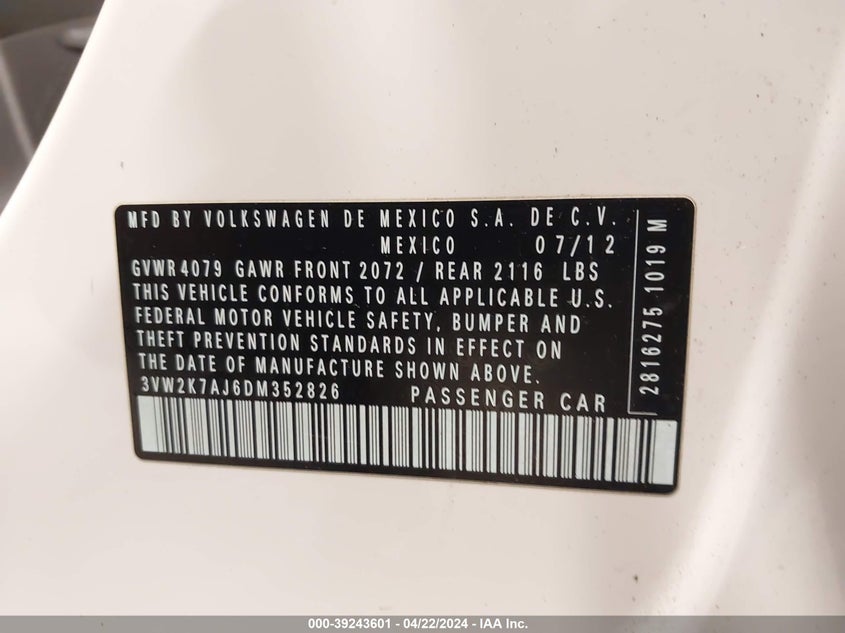 MFD BY VOLKSWAGEN DE MEXICO S.A. DE C.V.
MEXICO 07/12
GVWR 4079 GAWR FRONT 2072 / REAR 2116 LBS
THIS VEHICLE CONFORMS TO ALL APPLICABLE U.S.
FEDERAL MOTOR VEHICLE SAFETY, BUMPER AND
THEFT PREVENTION STANDARDS IN EFFECT ON
THE DATE OF MANUFACTURE SHOWN ABOVE.
3VW2K7AJ6DM352826 PASSENGER CAR
2816275 1019 M
000-39243601 - 04/22/2024 - IAA Inc.